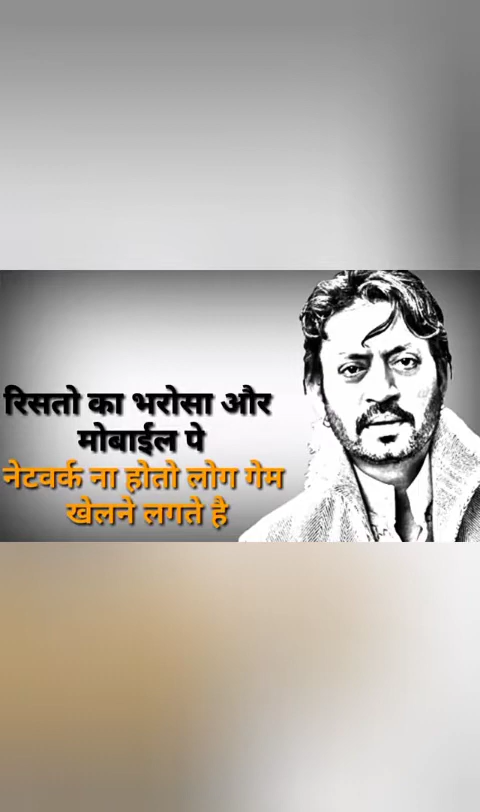 रिसतो का भरोसा और
मोबाईल पे
नेटवर्क ना होतो लोग गेम
खेलने लगते है